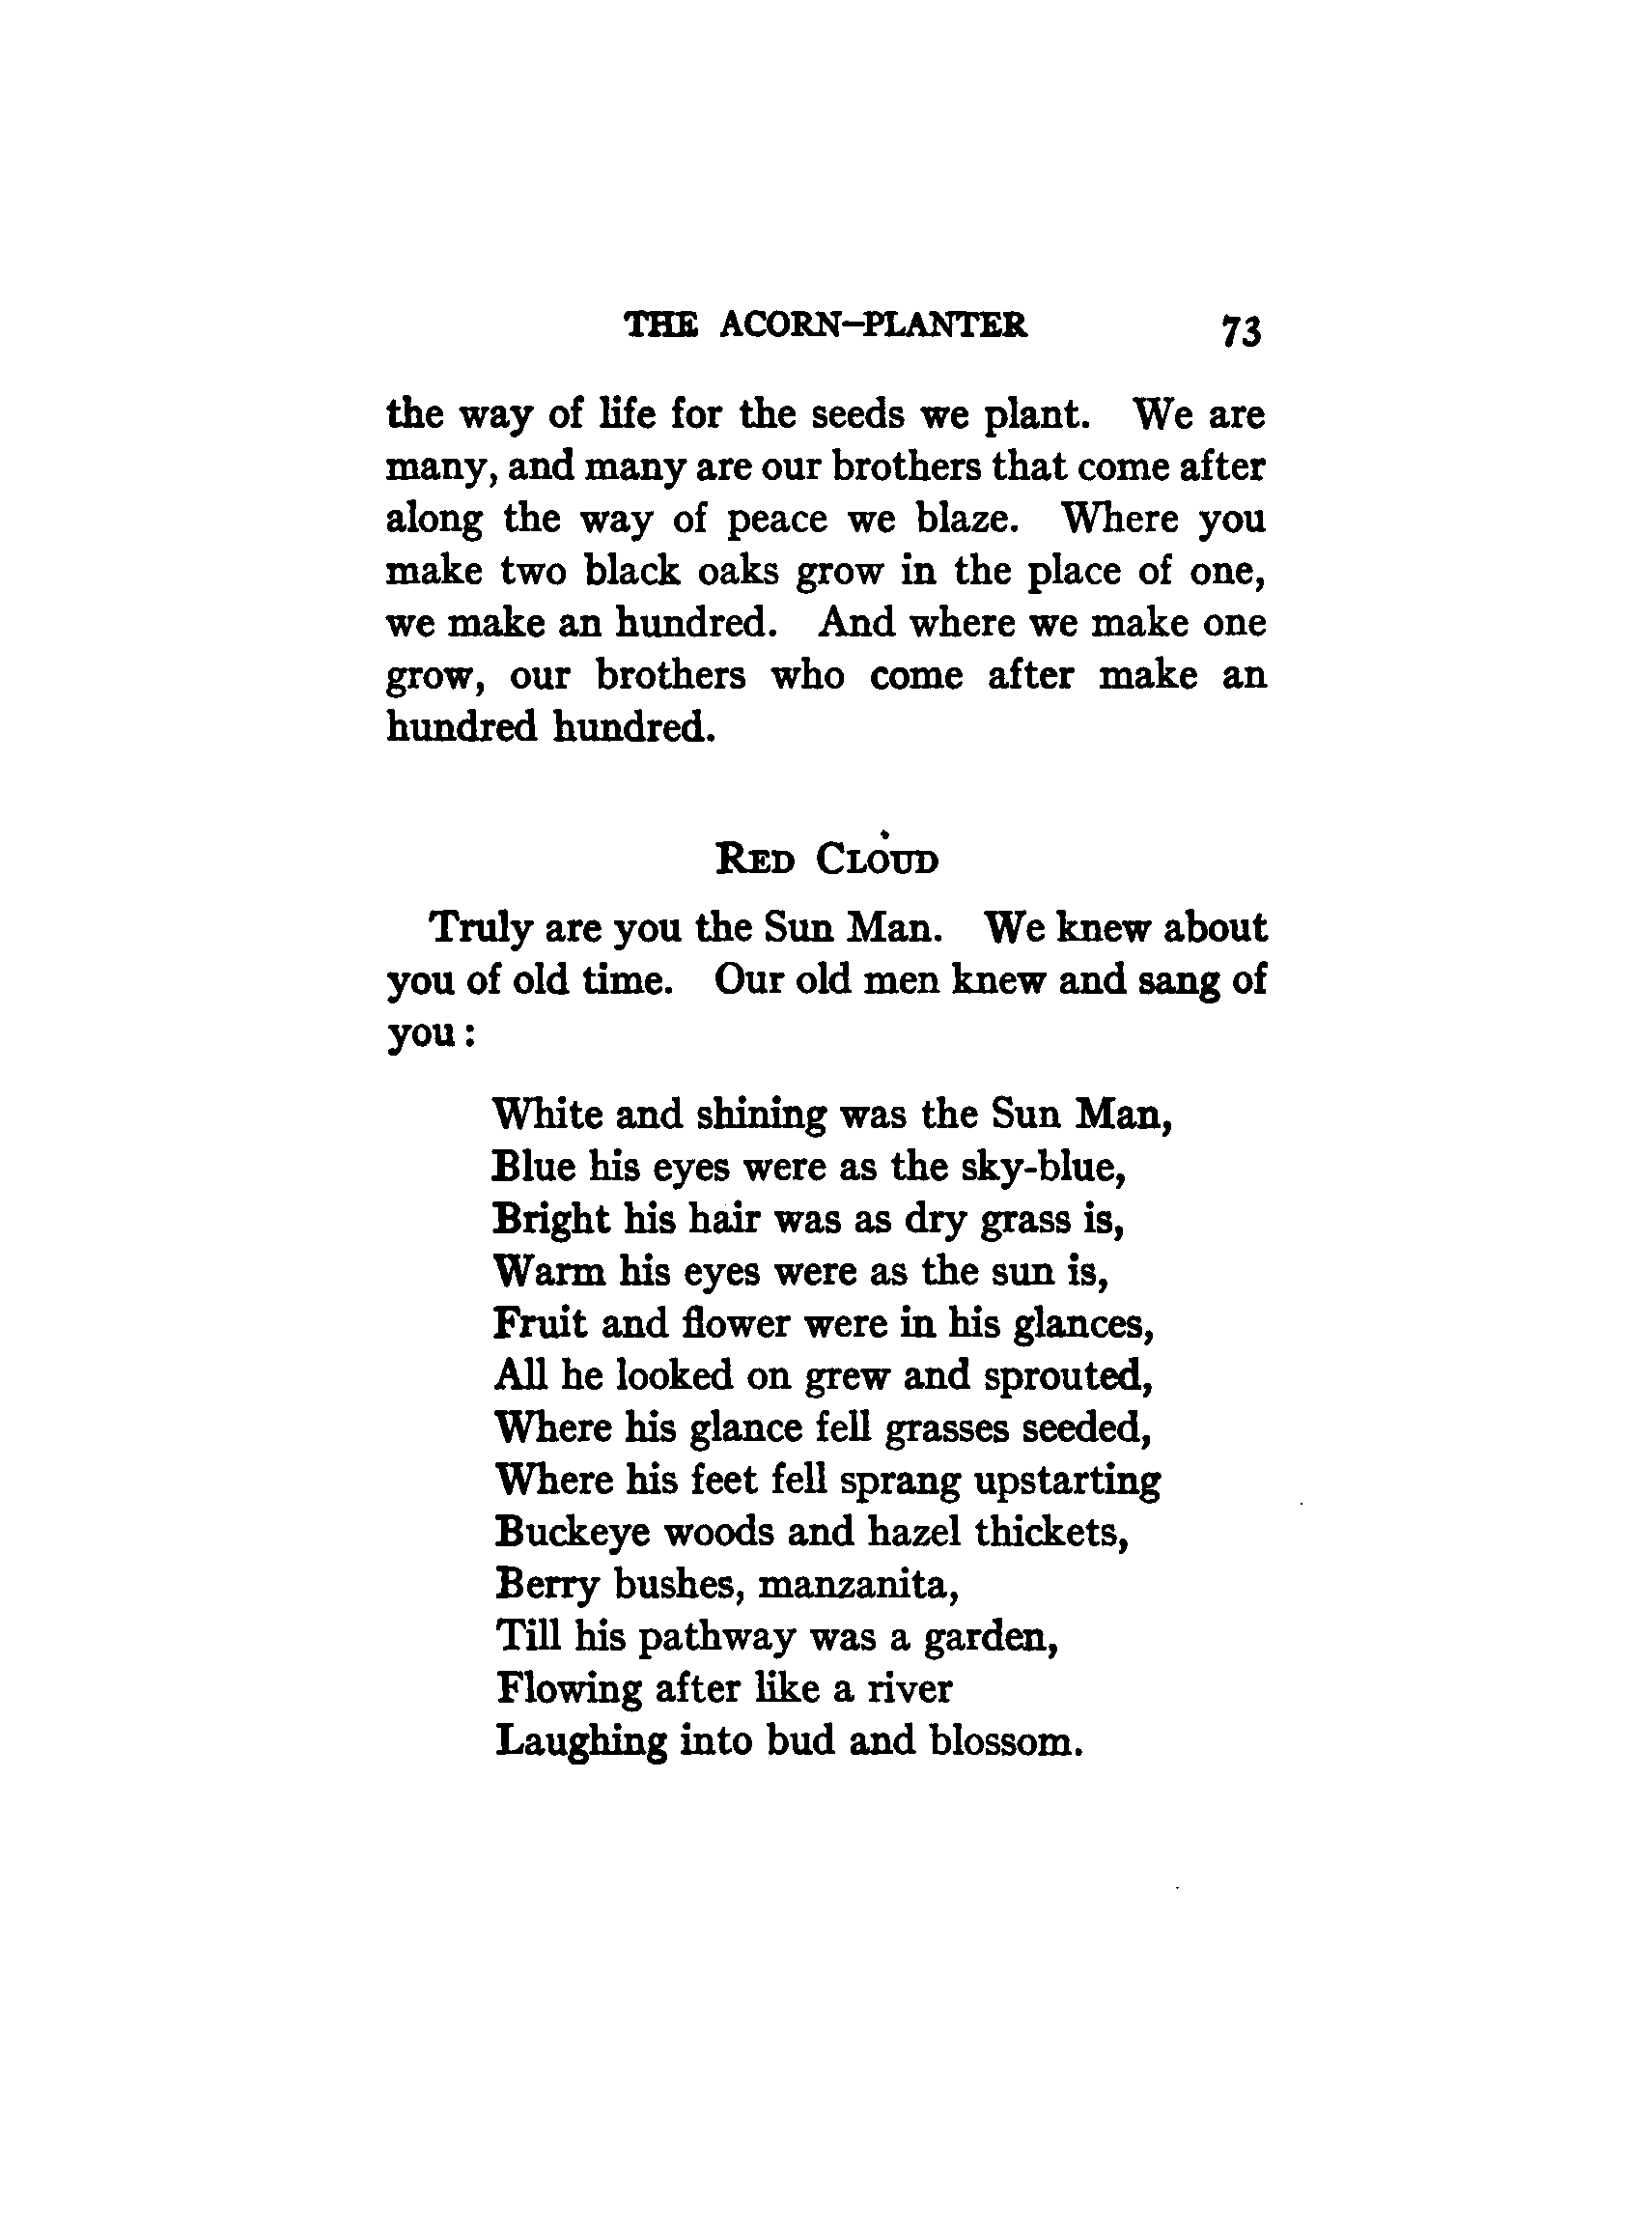 THE ACORN–PLANTER 73
the way of life for the seeds we plant. We are
many, and many are our brothers that come after
along the way of peace we blaze. Where you
make two black oaks grow in the place of one,
we make an hundred. And where we make one
grow, our brothers who come after make an
hundred hundred.
RED CLOUD
Truly are you the Sun Man. We knew about
you of old time. Our old men knew and sang of
you:
White and shining was the Sun Man,
Blue his eyes were as the sky-blue,
Bright his hair was as dry grass is,
Warm his eyes were as the sun is,
Fruit and flower were in his glances,
All he looked on grew and sprouted,
Where his glance fell grasses seeded,
Where his feet fell sprang upstarting
Buckeye woods and hazel thickets,
Berry bushes, manzanita,
Till his pathway was a garden,
Flowing after like a river
Laughing into bud and blossom.